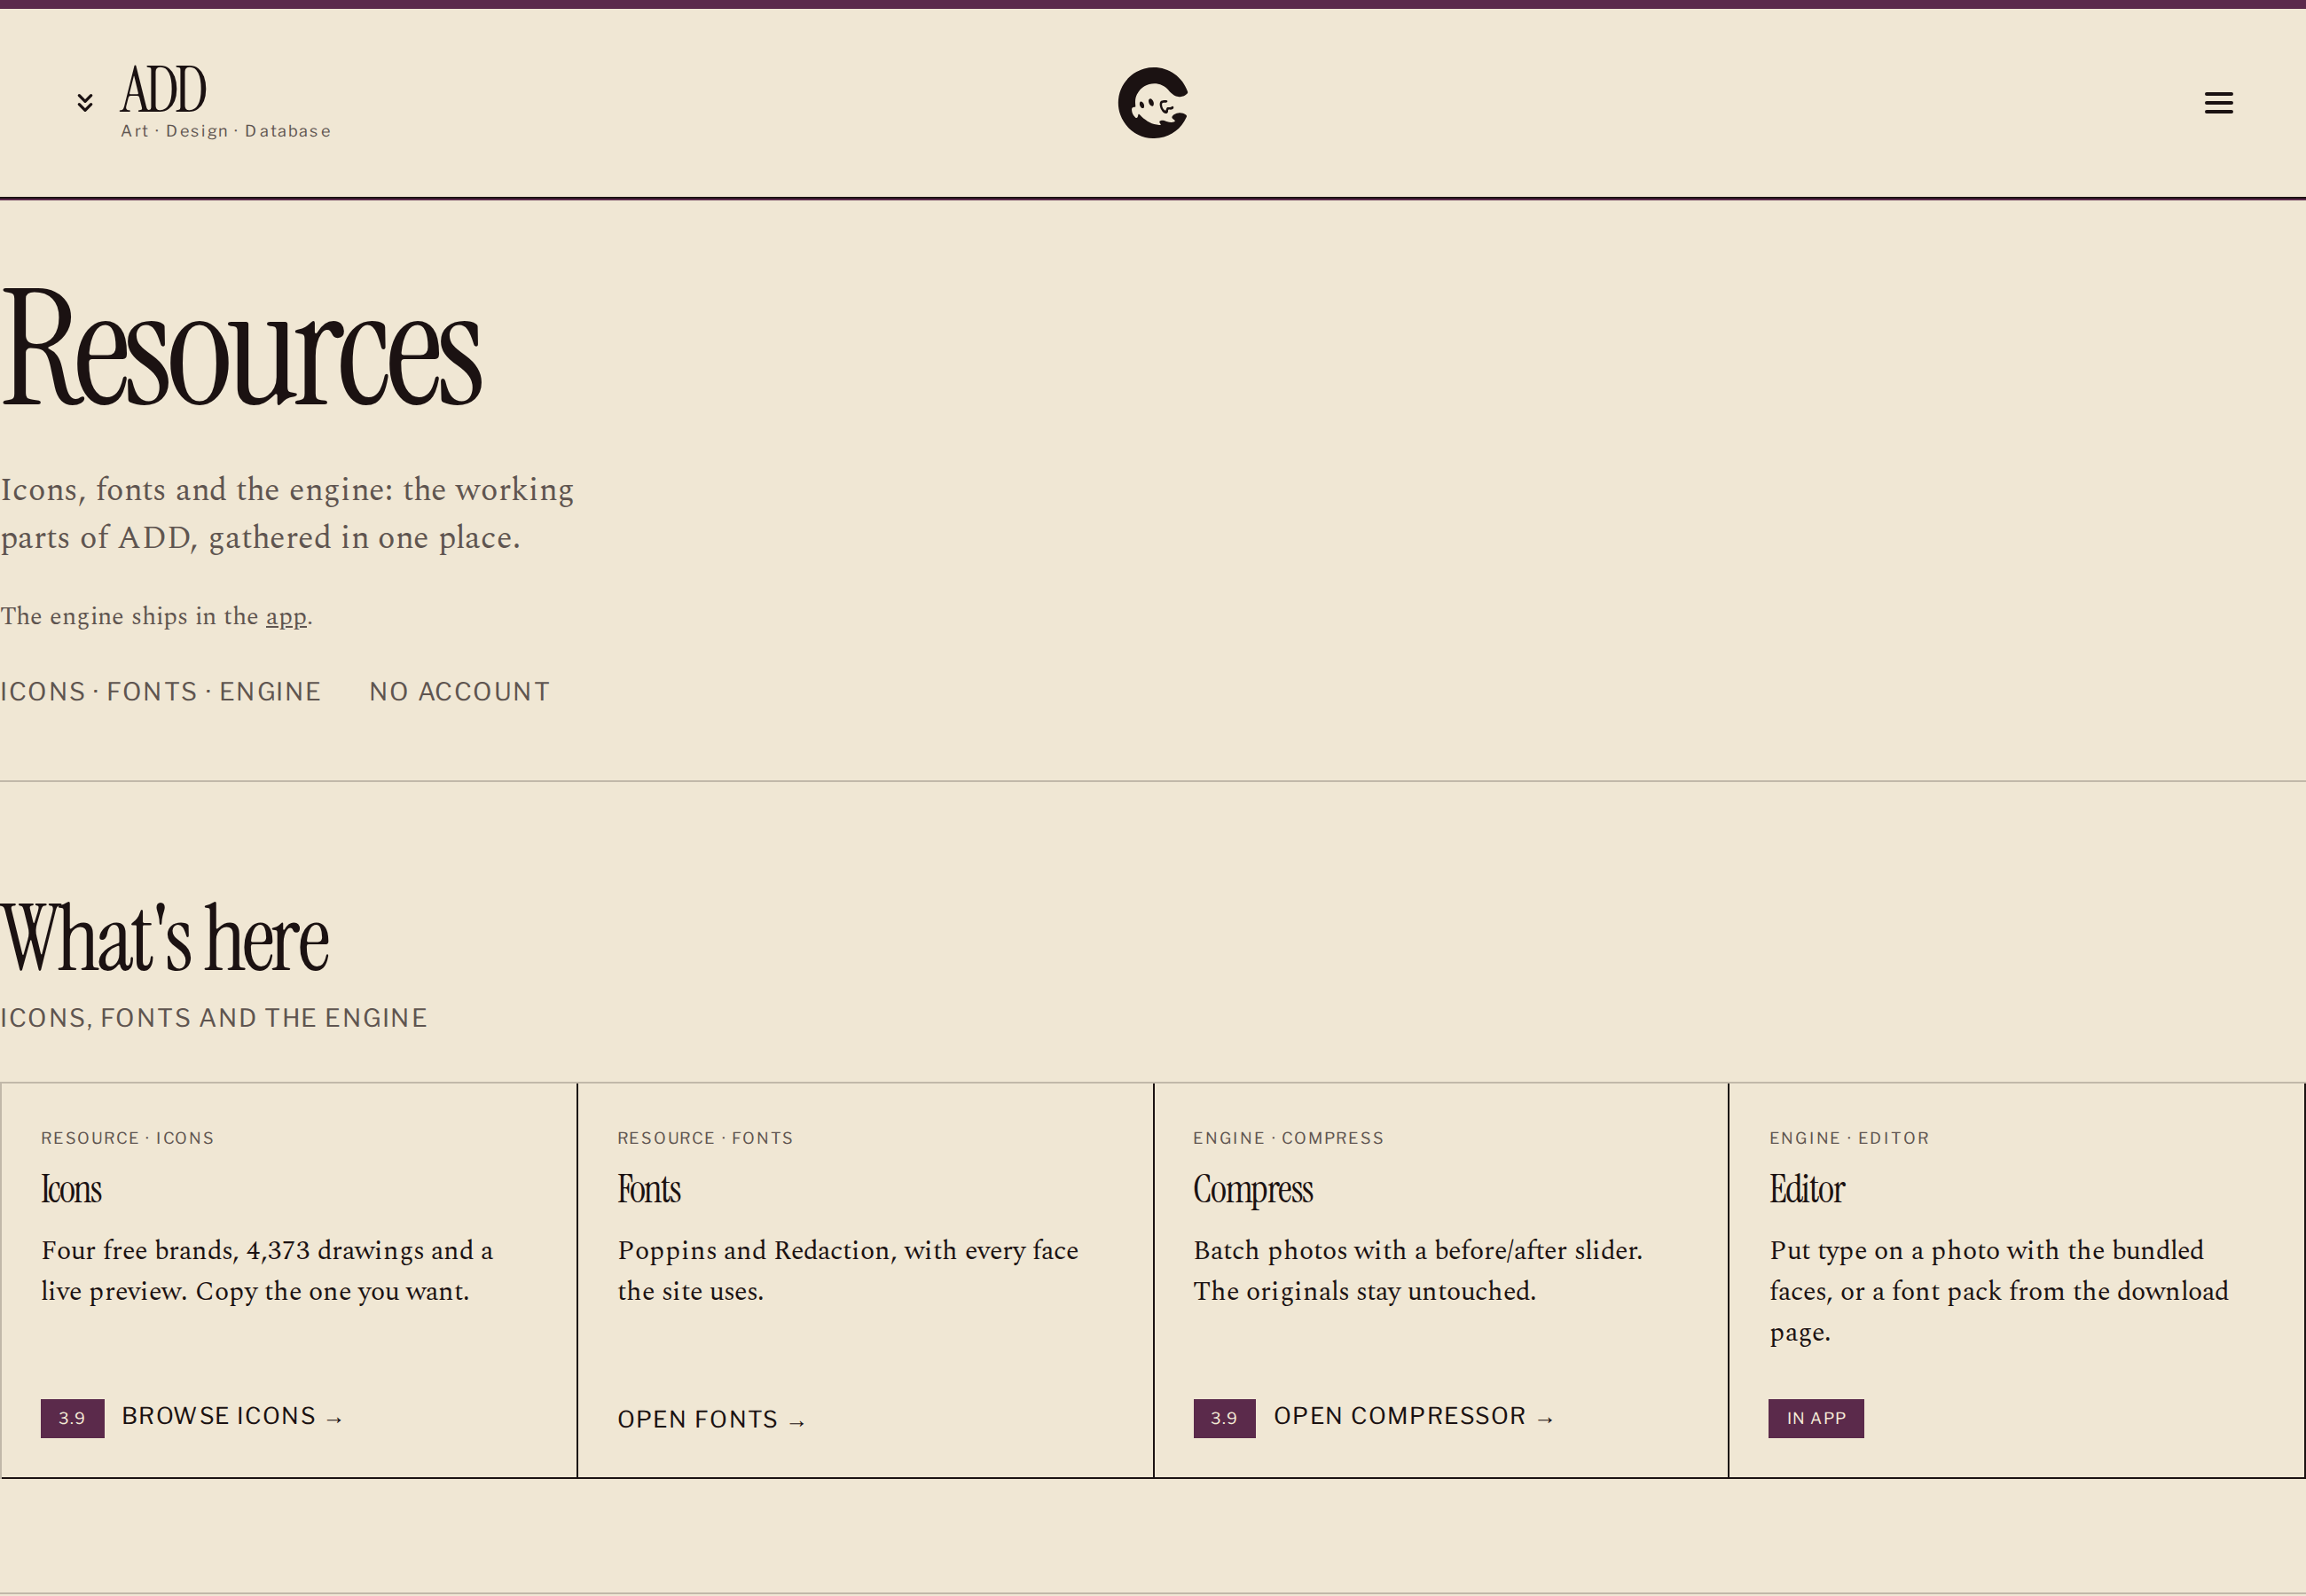 ADD
Art · Design · Database
Resources
Icons, fonts and the engine: the working
parts of ADD, gathered in one place.
The engine ships in the app.
ICONS · FONTS · ENGINE NO ACCOUNT
What's here
ICONS, FONTS AND THE ENGINE
RESOURCE · ICONS
Icons
Four free brands, 4,373 drawings and a
live preview. Copy the one you want.
3.9 BROWSE ICONS →
RESOURCE · FONTS
Fonts
Poppins and Redaction, with every face
the site uses.
OPEN FONTS →
ENGINE · COMPRESS
Compress
Batch photos with a before/after slider.
The originals stay untouched.
3.9 OPEN COMPRESSOR →
ENGINE · EDITOR
Editor
Put type on a photo with the bundled
faces, or a font pack from the download
page.
IN APP